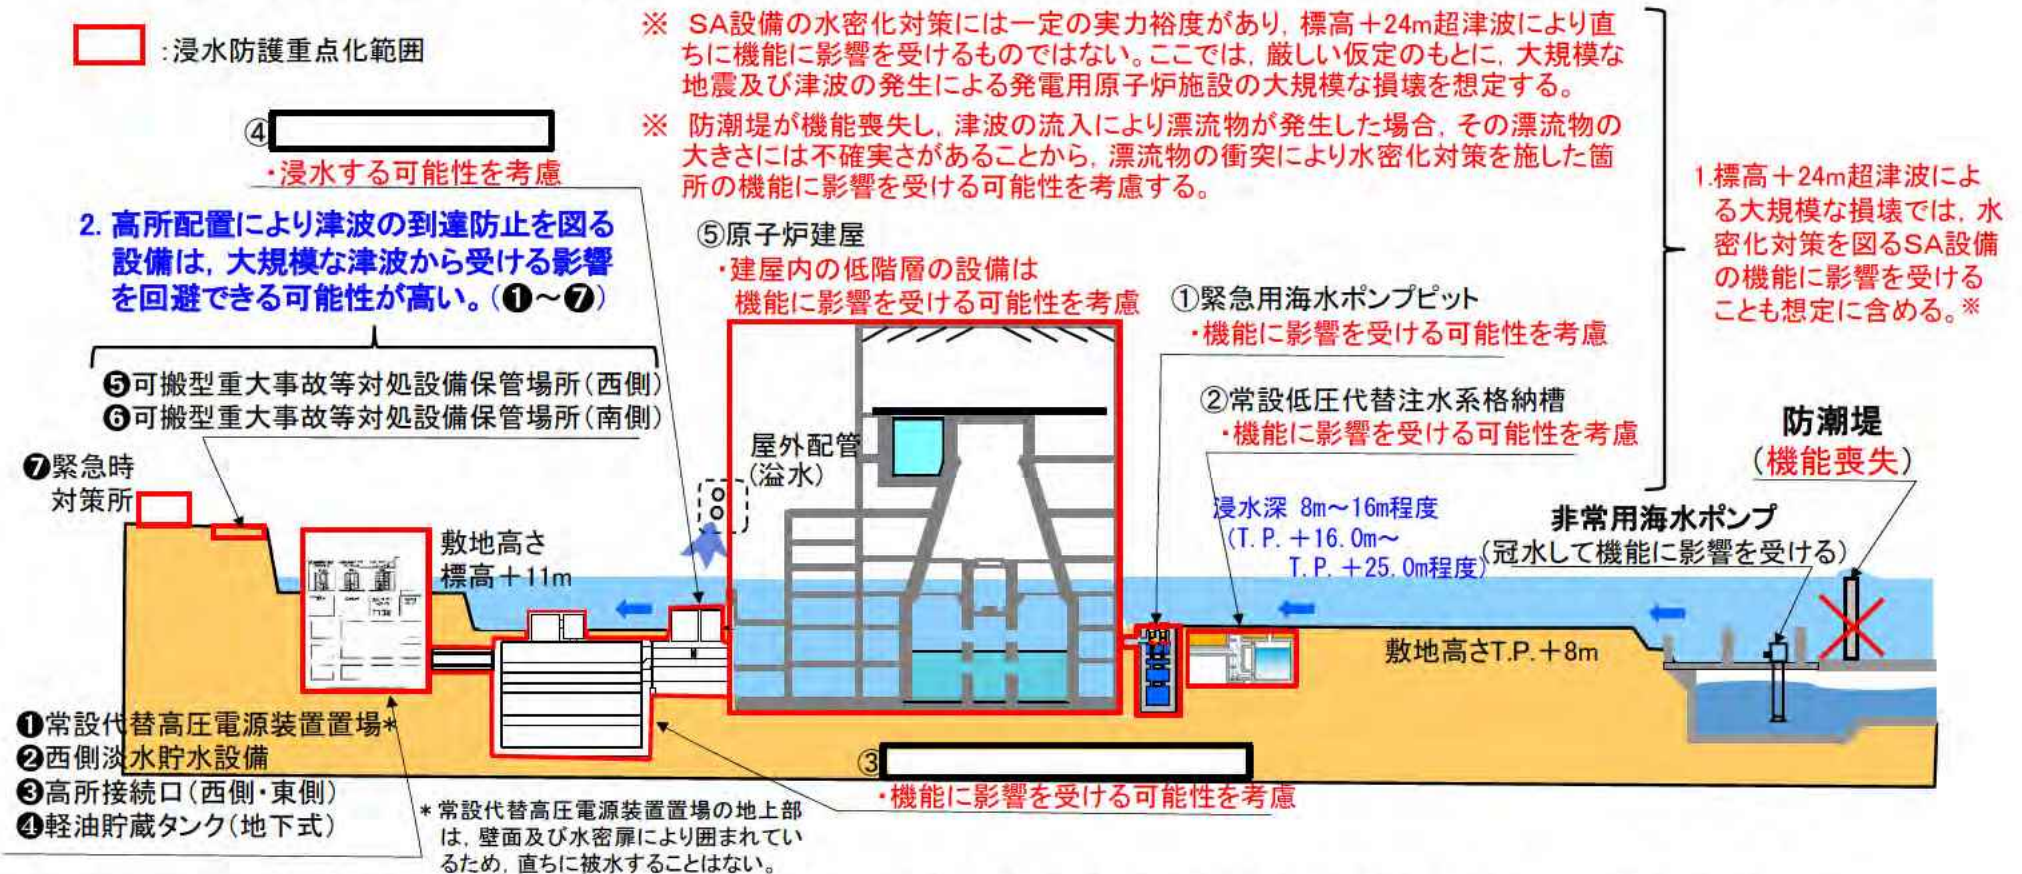 ：浸水防護重点化範囲
※ SA設備の水密化対策には一定の実力裕度があり，標高＋24m超津波により直
ちに機能に影響を受けるものではない。ここでは，厳しい仮定のもとに，大規模な
地震及び津波の発生による発電用原子炉施設の大規模な損壊を想定する。
※ 防潮堤が機能喪失し，津波の流入により漂流物が発生した場合，その漂流物の
大きさには不確実さがあることから，漂流物の衝突により水密化対策を施した箇
所の機能に影響を受ける可能性を考慮する。
1.標高＋24m超津波によ
る大規模な損壊では，水
密化対策を図るSA設備
の機能に影響を受ける
ことも想定に含める。※
④
・浸水する可能性を考慮
2. 高所配置により津波の到達防止を図る
設備は，大規模な津波から受ける影響
を回避できる可能性が高い。（❶～❼）
⑤原子炉建屋
・建屋内の低階層の設備は
機能に影響を受ける可能性を考慮
①緊急用海水ポンプピット
・機能に影響を受ける可能性を考慮
②常設低圧代替注水系格納槽
・機能に影響を受ける可能性を考慮
❺可搬型重大事故等対処設備保管場所（西側）
❻可搬型重大事故等対処設備保管場所（南側）
❼緊急時
対策所
屋外配管
（溢水）
敷地高さ
標高＋11m
浸水深 8m～16m程度
（T.P.＋16.0m～
T.P.＋25.0m程度）
防潮堤
（機能喪失）
非常用海水ポンプ
（冠水して機能に影響を受ける）
敷地高さT.P.＋8m
❶常設代替高圧電源装置置場*
❷西側淡水貯水設備
❸高所接続口（西側・東側）
❹軽油貯蔵タンク（地下式）
③
・機能に影響を受ける可能性を考慮
*常設代替高圧電源装置置場の地上部
は，壁面及び水密扉により囲まれてい
るため，直ちに被水することはない。